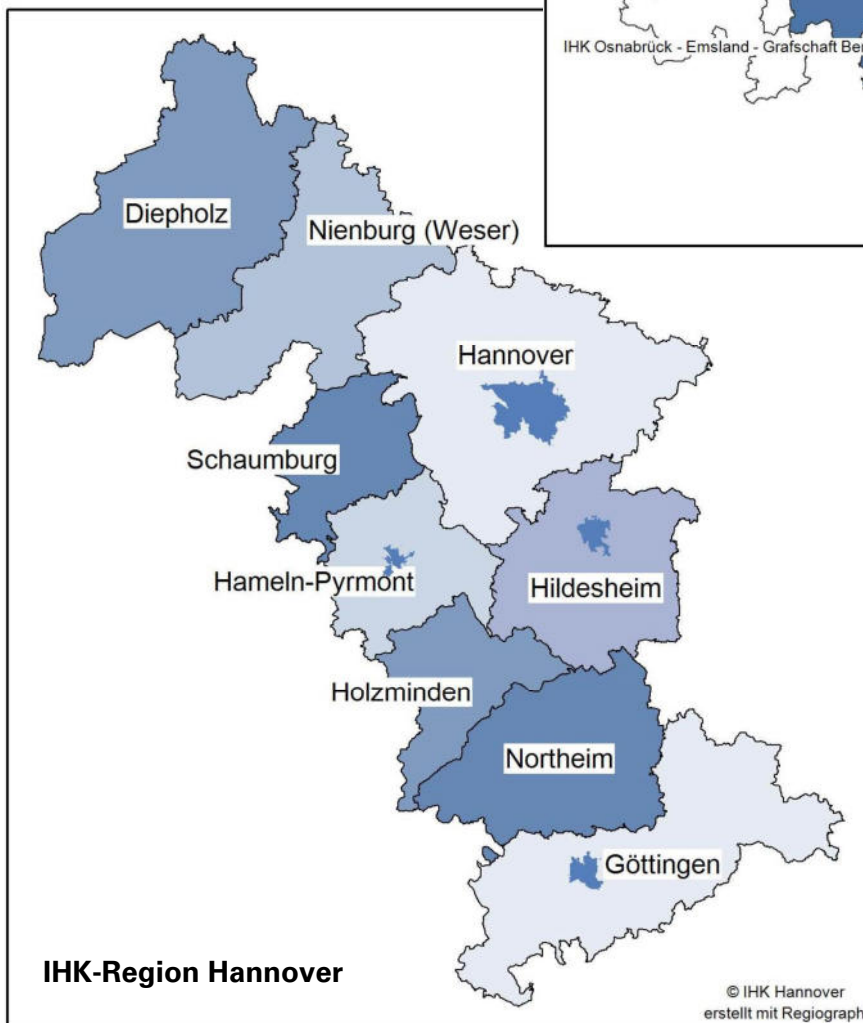 IHK Osnabrück - Emsland - Grafschaft Ben
Diepholz
Nienburg (Weser)
Hannover
Schaumburg
Hameln-Pyrmont
Hildesheim
Holzminden
Northeim
Göttingen
IHK-Region Hannover
© IHK Hannover
erstellt mit Regiograph